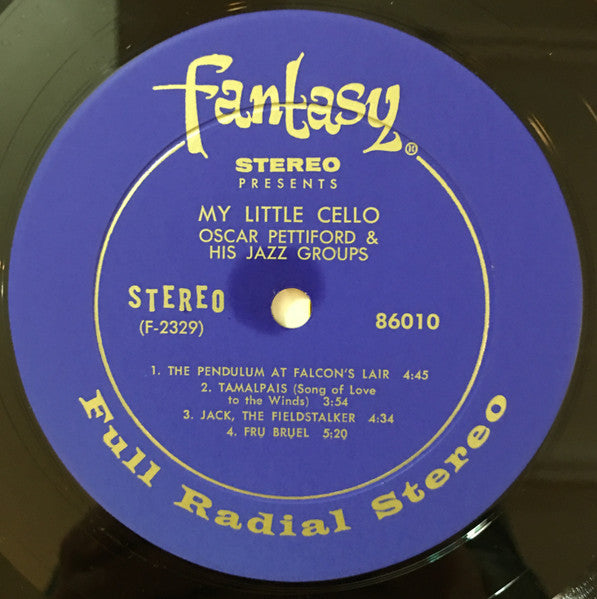 fantasy ®
STEREO
PRESENTS
MY LITTLE CELLO
OSCAR PETTIFORD &
HIS JAZZ GROUPS
STEREO
(F-2329)
86010
1. THE PENDULUM AT FALCON'S LAIR 4:45
2. TAMALPAIS (Song of Love
to the Winds) 3:54
3. JACK, THE FIELDSTALKER 4:34
4. FRU BRUEL 5:20
Full Radial Stereo